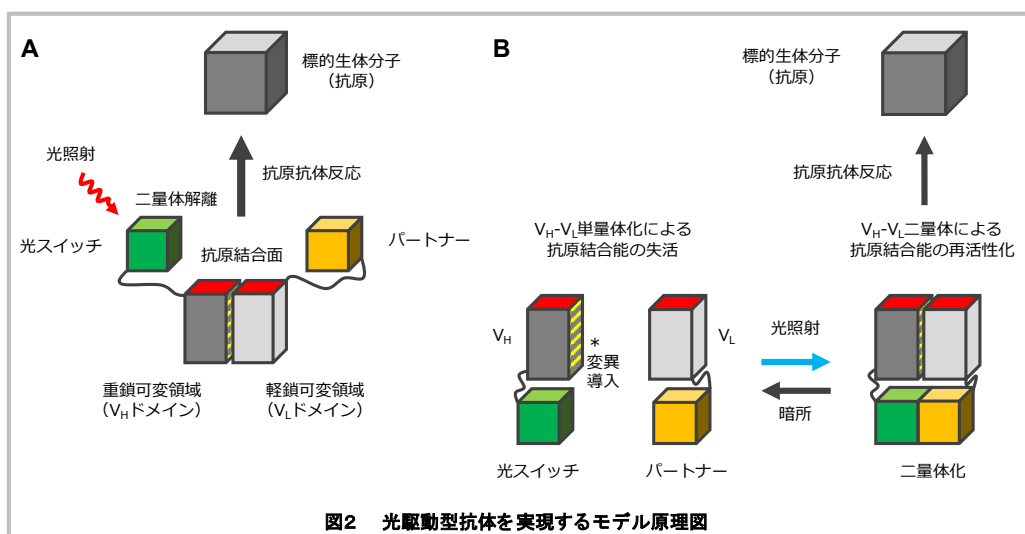 A
標的生体分子
（抗原）
光照射
抗原抗体反応
二量体解離
光スイッチ
抗原結合面
パートナー
重鎖可変領域
（VHドメイン）
軽鎖可変領域
（VLドメイン）
B
標的生体分子
（抗原）
抗原抗体反応
VH-VL単量体化による
抗原結合能の失活
VH-VL二量体による
抗原結合能の再活性化
VH
＊
変異
導入
VL
光照射
暗所
光スイッチ
パートナー
二量体化
図2 光駆動型抗体を実現するモデル原理図